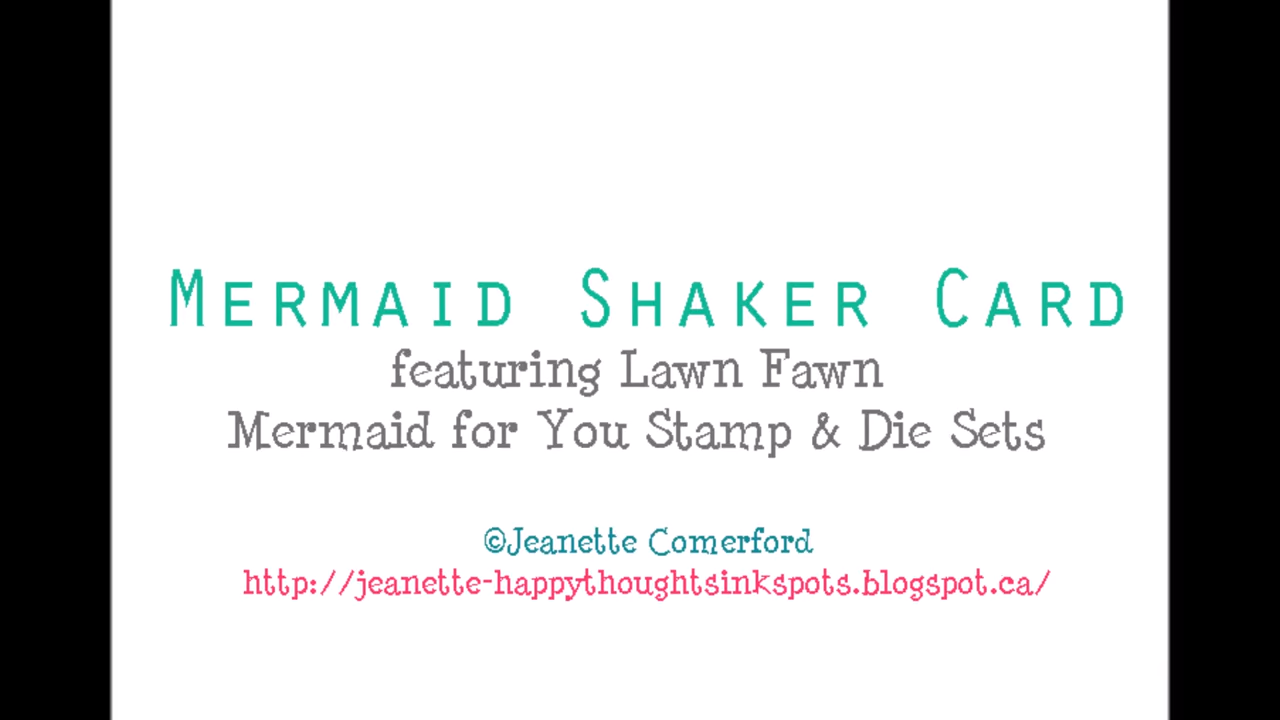 Mermaid Shaker Card
featuring Lawn Fawn
Mermaid for You Stamp & Die Sets
©Jeanette Comerford
http://jeanette-happythoughtsinkspots.blogspot.ca/